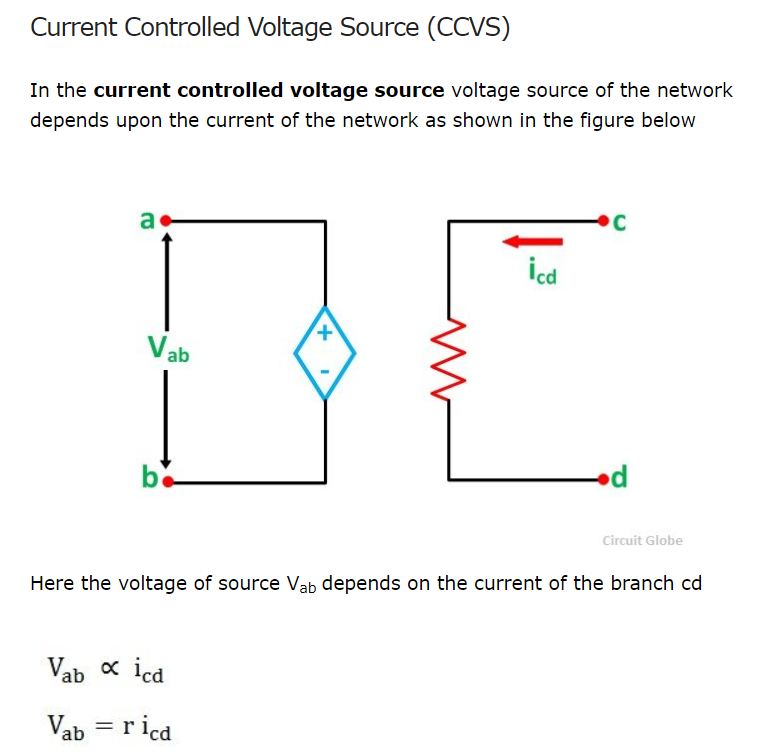 Current Controlled Voltage Source (CCVS)
In the current controlled voltage source voltage source of the network
depends upon the current of the network as shown in the figure below
a
c
icd
+
Vab
-
b
d
Circuit Globe
Here the voltage of source Vab depends on the current of the branch cd
Vab ∝ icd
Vab = r icd